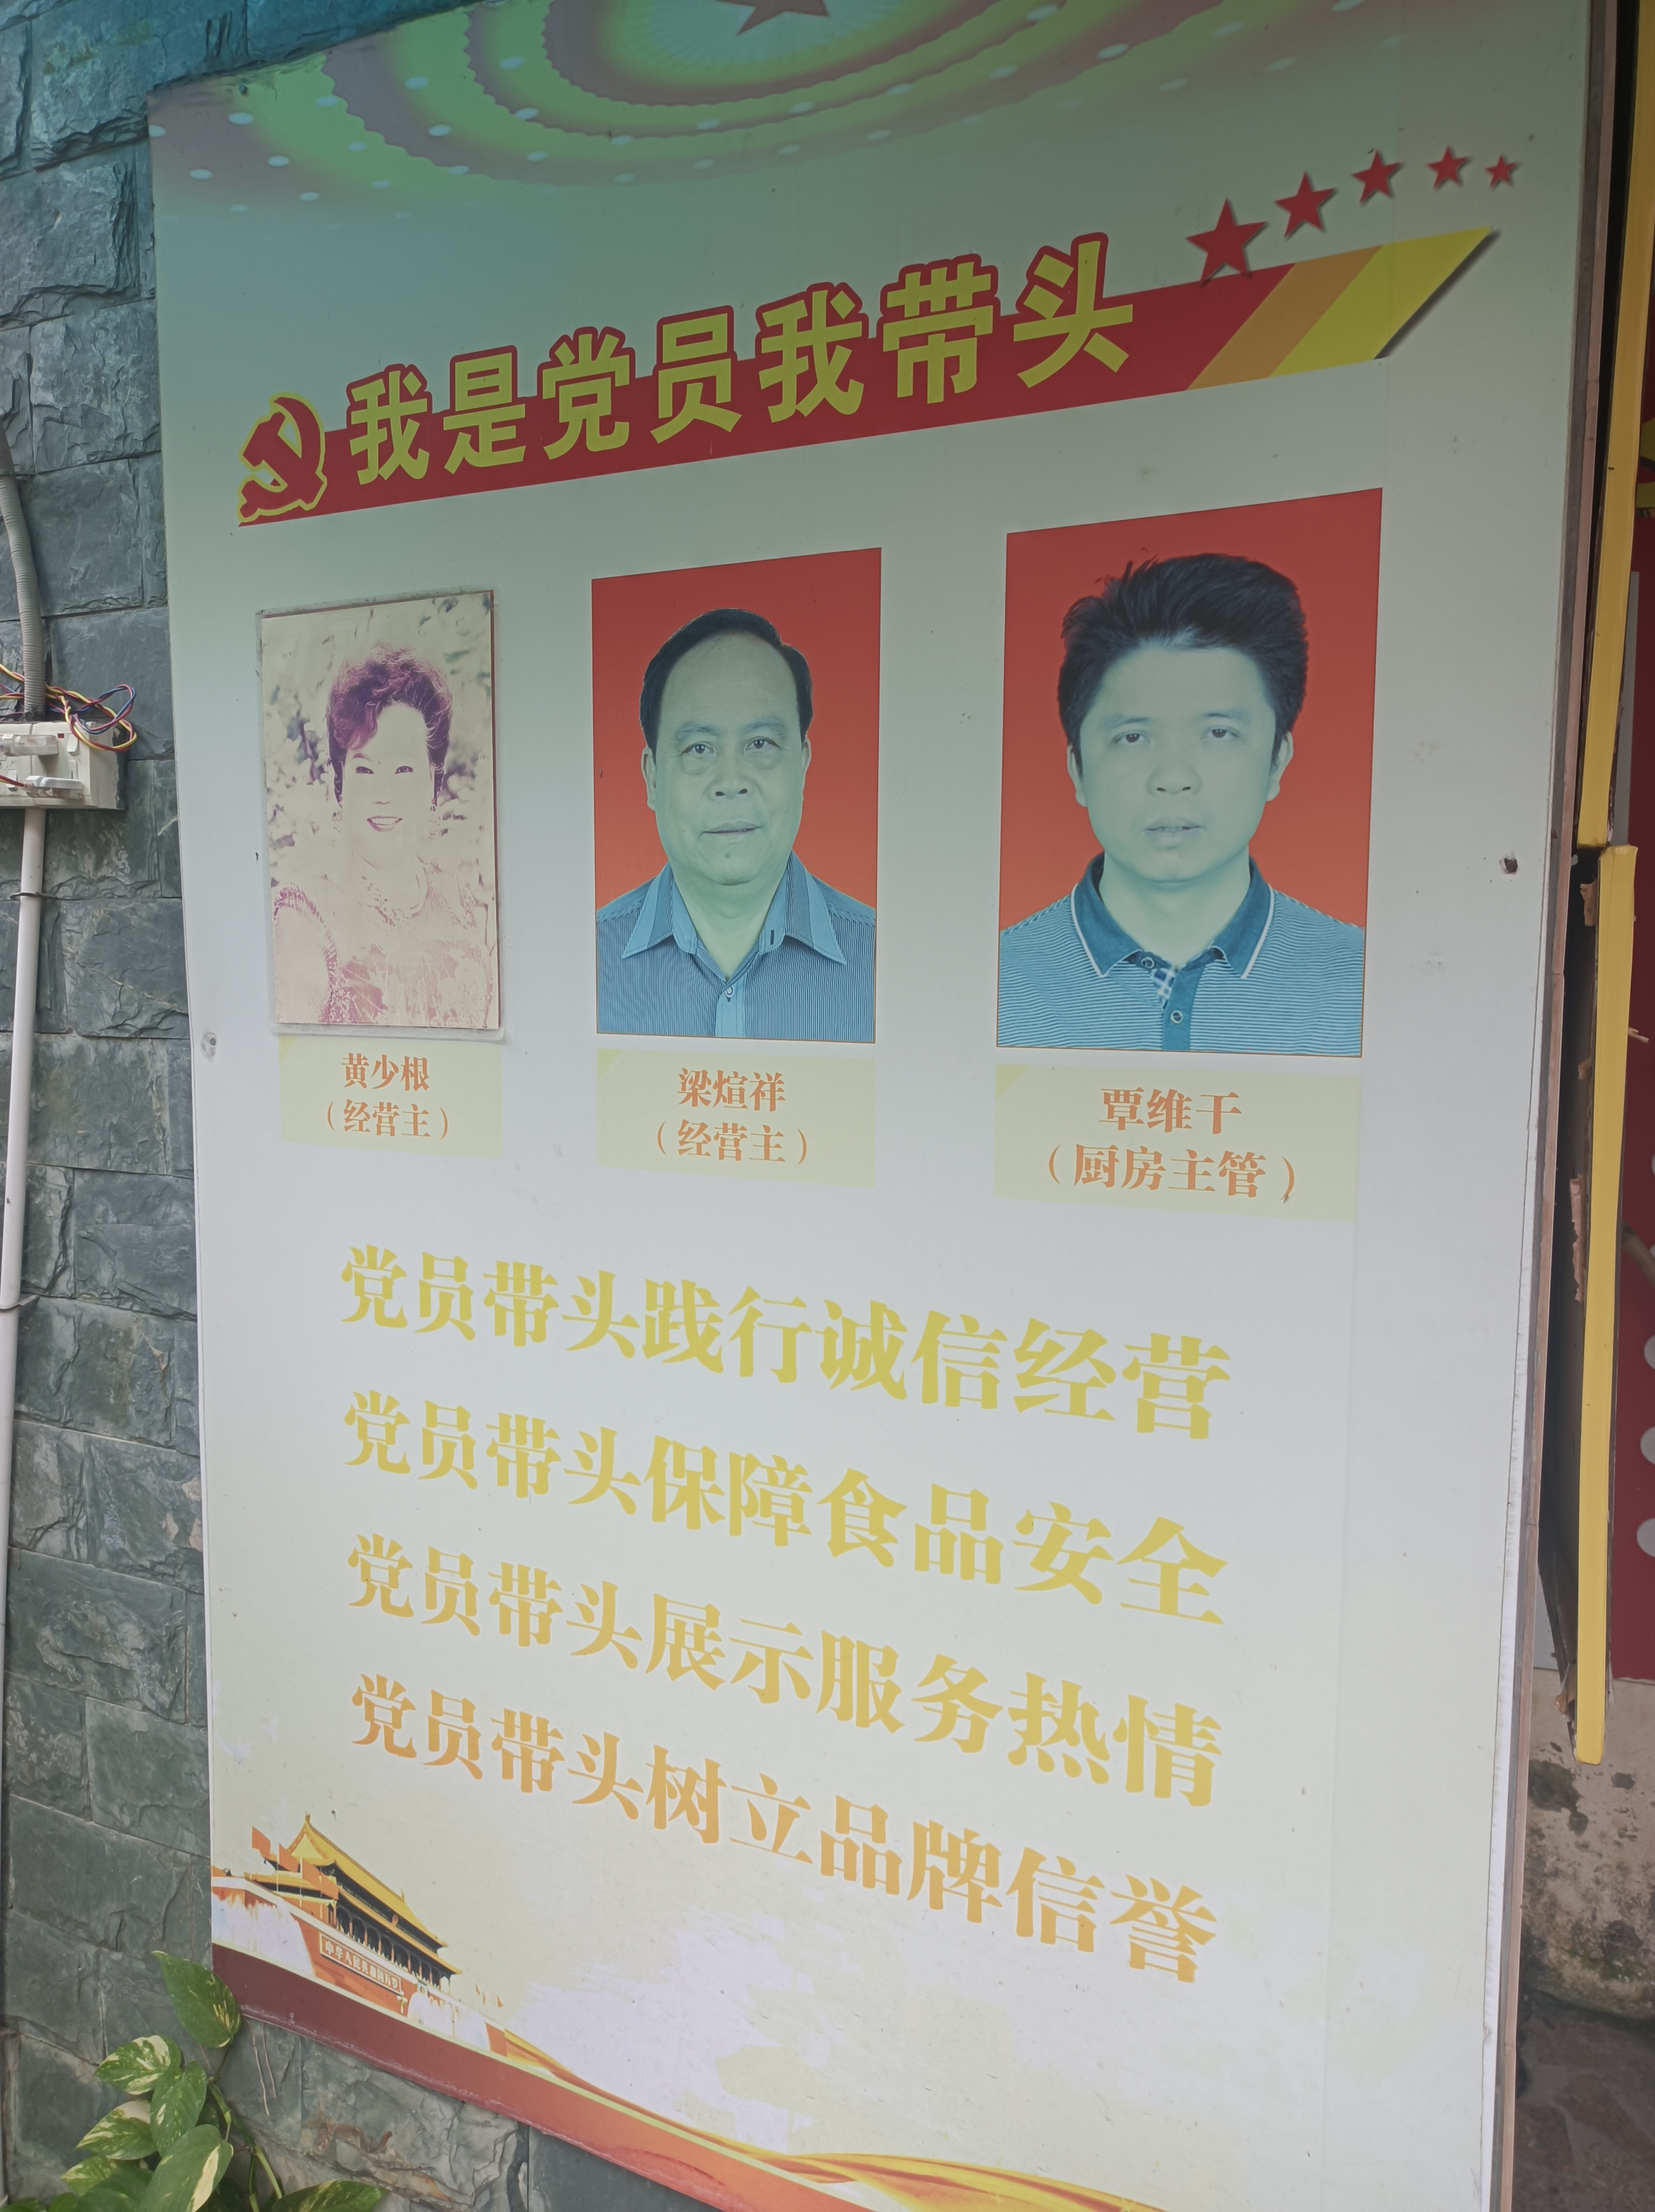 我是党员我带头
黄少根
（经营主）
梁煊祥
（经营主）
覃维干
（厨房主管）
党员带头践行诚信经营
党员带头保障食品安全
党员带头展示服务热情
党员带头树立品牌信誉